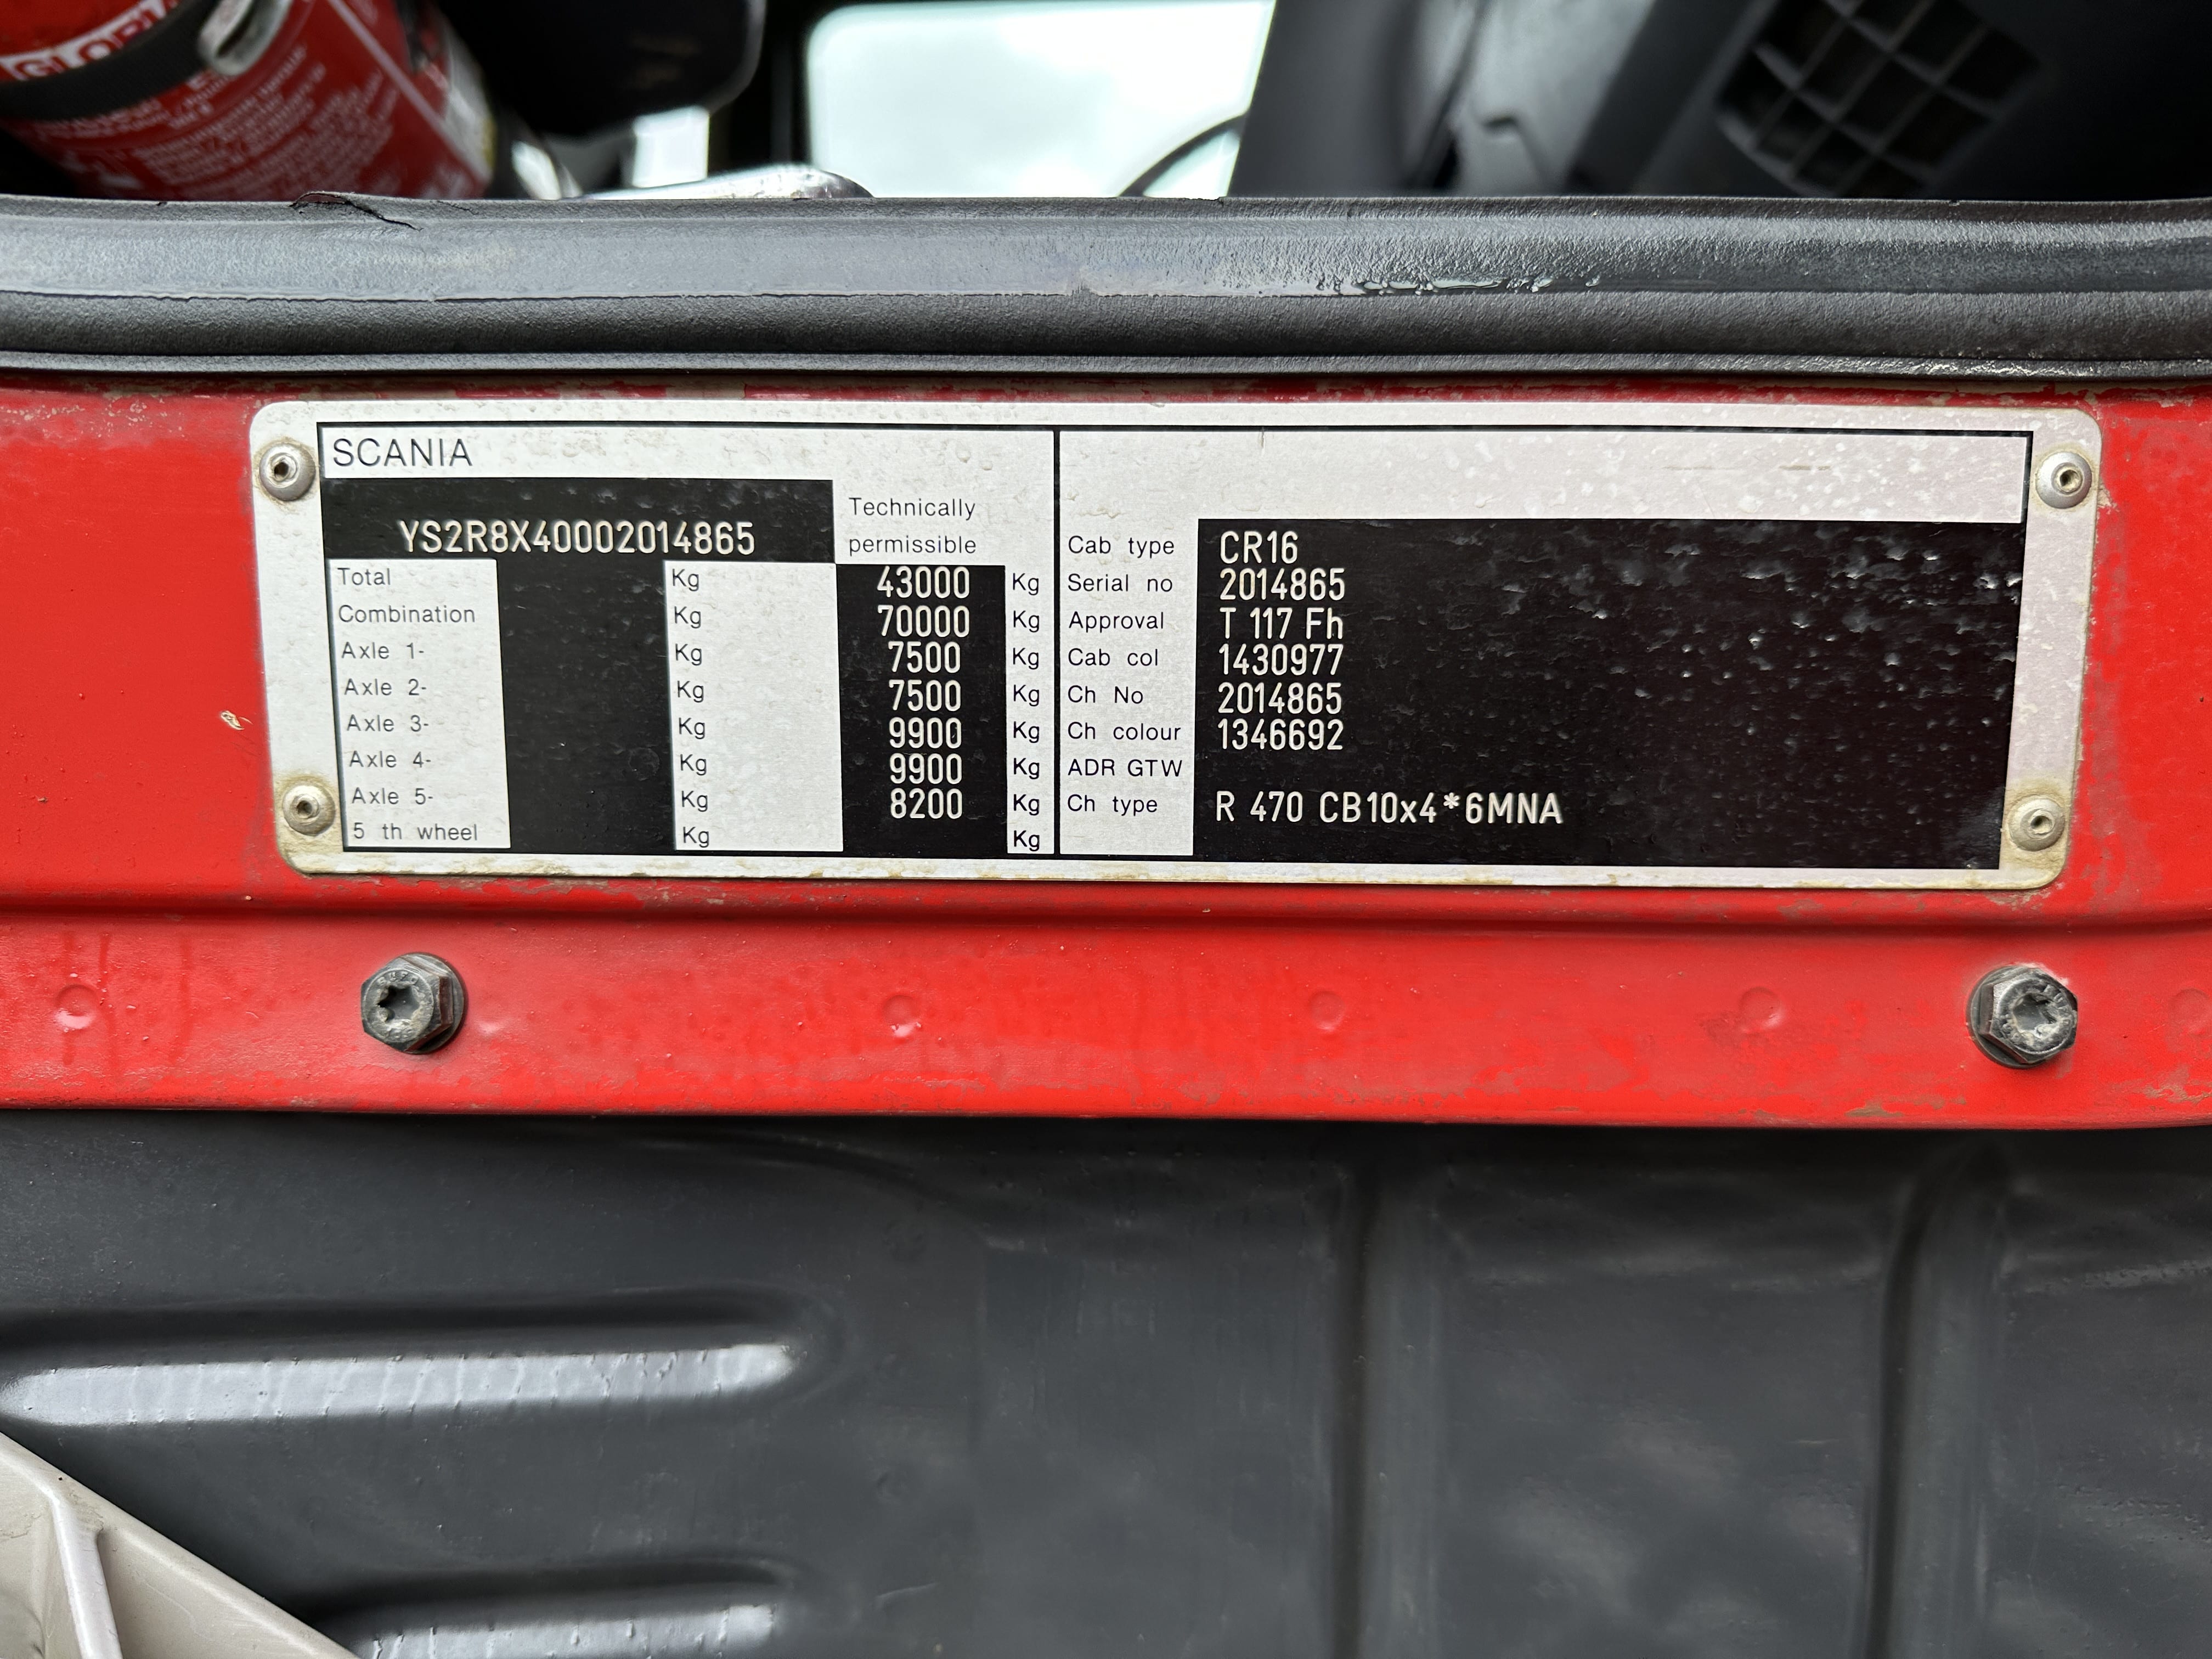 SCANIA
YS2R8X40002014865
Technically
permissible
Total Kg 43000 Kg
Combination Kg 70000 Kg
Axle 1- Kg 7500 Kg
Axle 2- Kg 7500 Kg
Axle 3- Kg 9900 Kg
Axle 4- Kg 9900 Kg
Axle 5- Kg 8200 Kg
5 th wheel Kg Kg
Cab type CR16
Serial no 2014865
Approval T 117 Fh
Cab col 1430977
Ch No 2014865
Ch colour 1346692
ADR GTW
Ch type R 470 CB10x4*6MNA